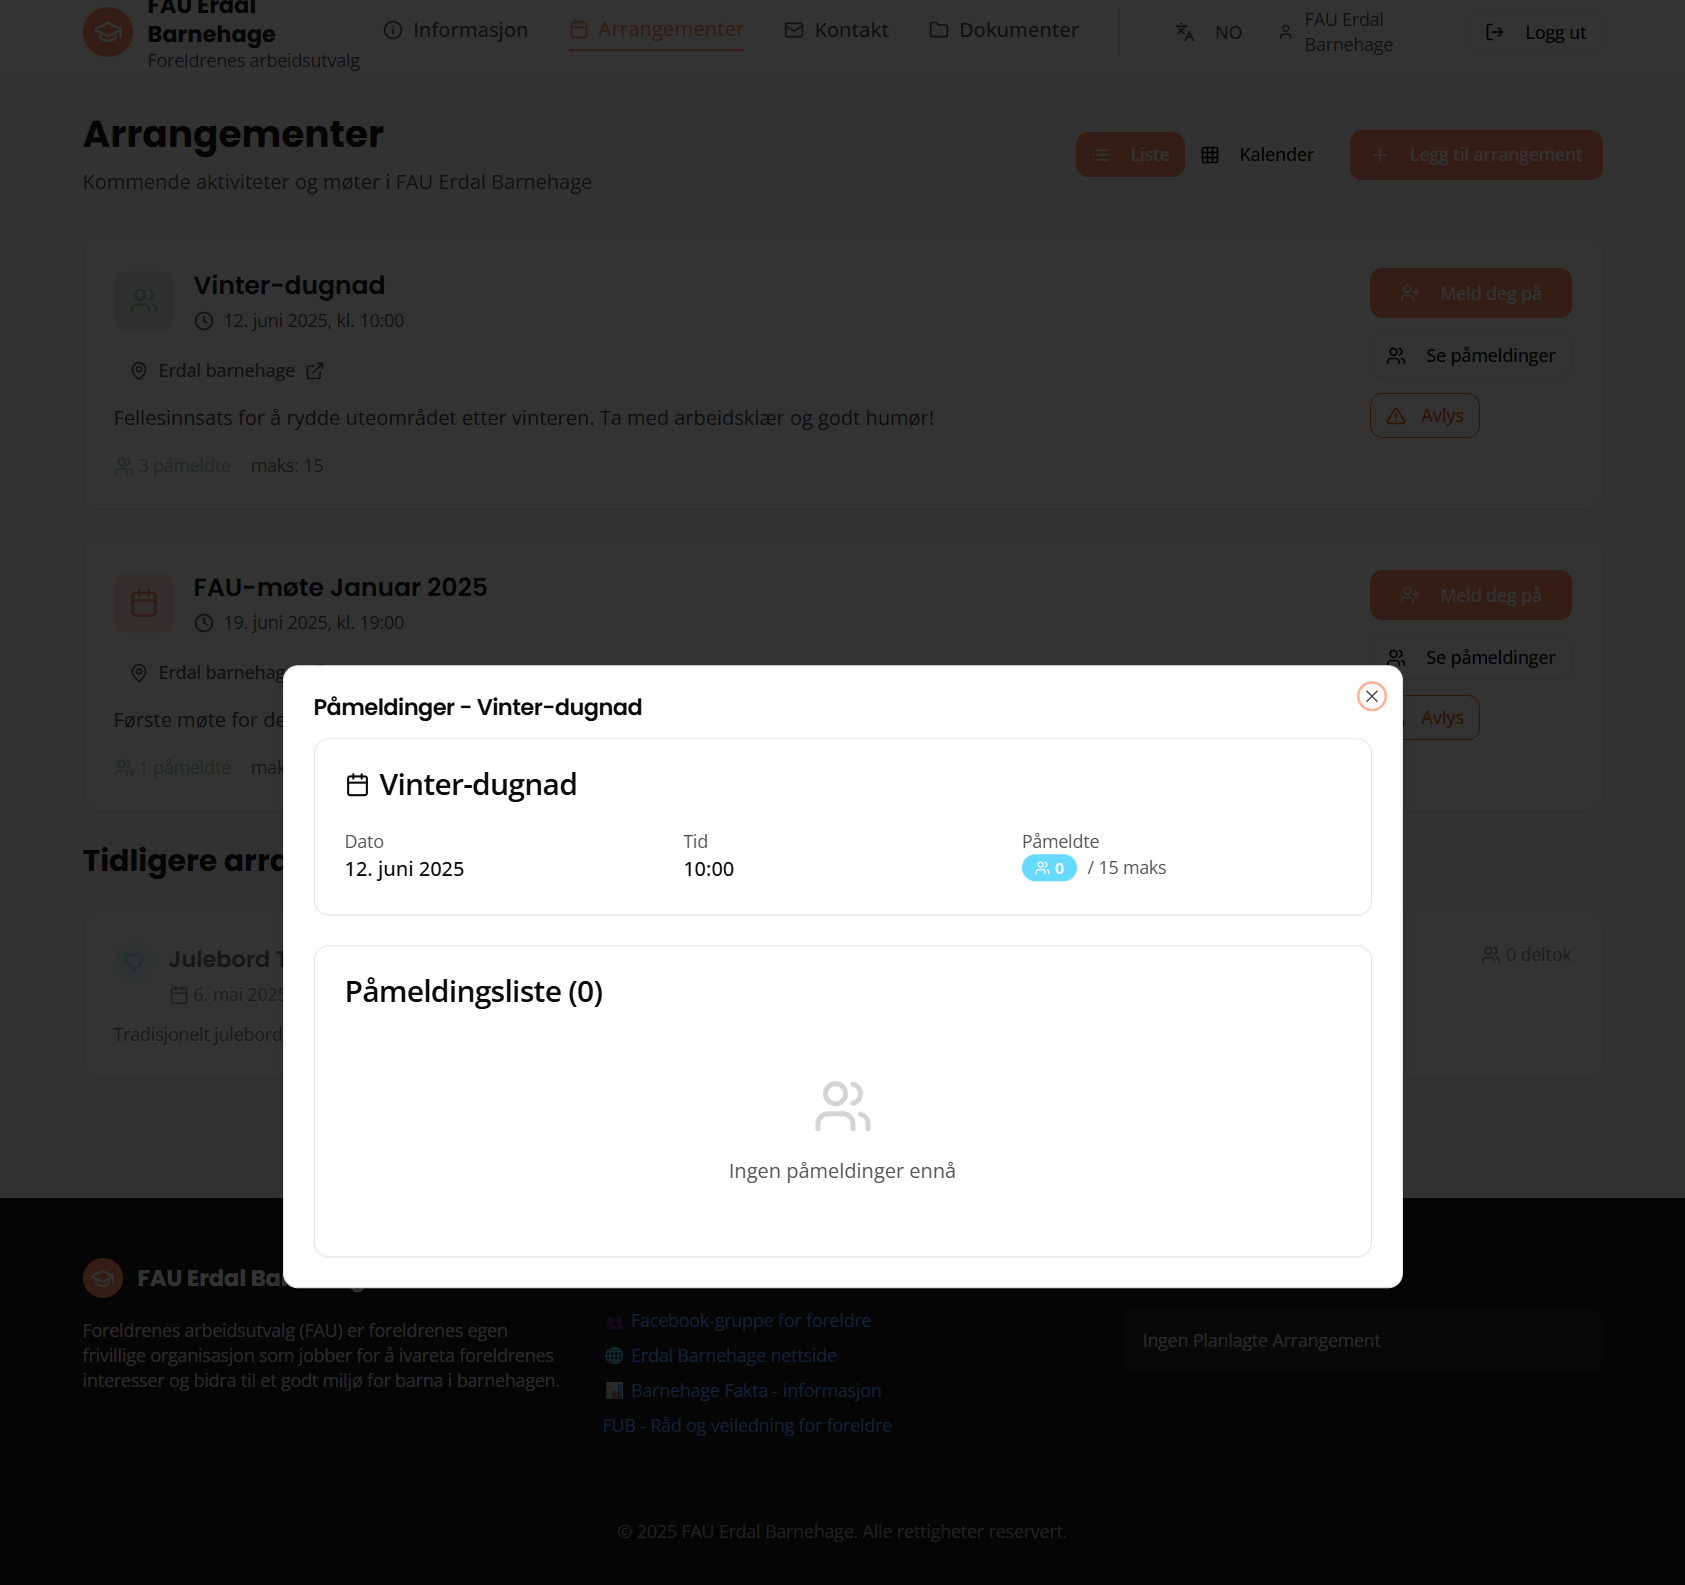 FAU Erdal
Barnehage
Foreldrenes arbeidsutvalg
Informasjon
Arrangementer
Kontakt
Dokumenter
NO
FAU Erdal
Barnehage
Logg ut
Arrangementer
Kommende aktiviteter og møter i FAU Erdal Barnehage
Liste
Kalender
Legg til arrangement
Vinter-dugnad
12. juni 2025, kl. 10:00
Erdal barnehage
Fellesinnsats for å rydde uteområdet etter vinteren. Ta med arbeidsklær og godt humør!
3 påmeldte
maks: 15
Meld deg på
Se påmeldinger
Avlys
FAU-møte Januar 2025
19. juni 2025, kl. 19:00
Erdal barnehag
Første møte for de
1 påmeldte
Meld deg på
Se påmeldinger
Avlys
Påmeldinger - Vinter-dugnad
Vinter-dugnad
Dato
12. juni 2025
Tid
10:00
Påmeldte
0 / 15 maks
Påmeldingsliste (0)
Ingen påmeldinger ennå
Tidligere arra
Julebord
6. mai 2025
Tradisjonelt julebord
0 deltok
FAU Erdal Ba
Foreldrenes arbeidsutvalg (FAU) er foreldrenes egen
frivillige organisasjon som jobber for å ivareta foreldrenes
interesser og bidra til et godt miljø for barna i barnehagen.
Facebook-gruppe for foreldre
Erdal Barnehage nettside
Barnehage Fakta - informasjon
FUB - Råd og veiledning for foreldre
Ingen Planlagte Arrangement
© 2025 FAU Erdal Barnehage. Alle rettigheter reservert.